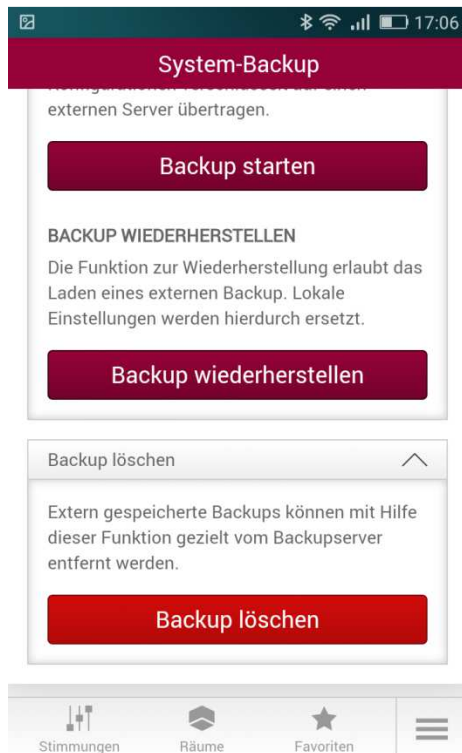 17:06
System-Backup
externen Server übertragen.
Backup starten
BACKUP WIEDERHERSTELLEN
Die Funktion zur Wiederherstellung erlaubt das
Laden eines externen Backup. Lokale
Einstellungen werden hierdurch ersetzt.
Backup wiederherstellen
Backup löschen
Extern gespeicherte Backups können mit Hilfe
dieser Funktion gezielt vom Backupserver
entfernt werden.
Backup löschen
Stimmungen Räume Favoriten